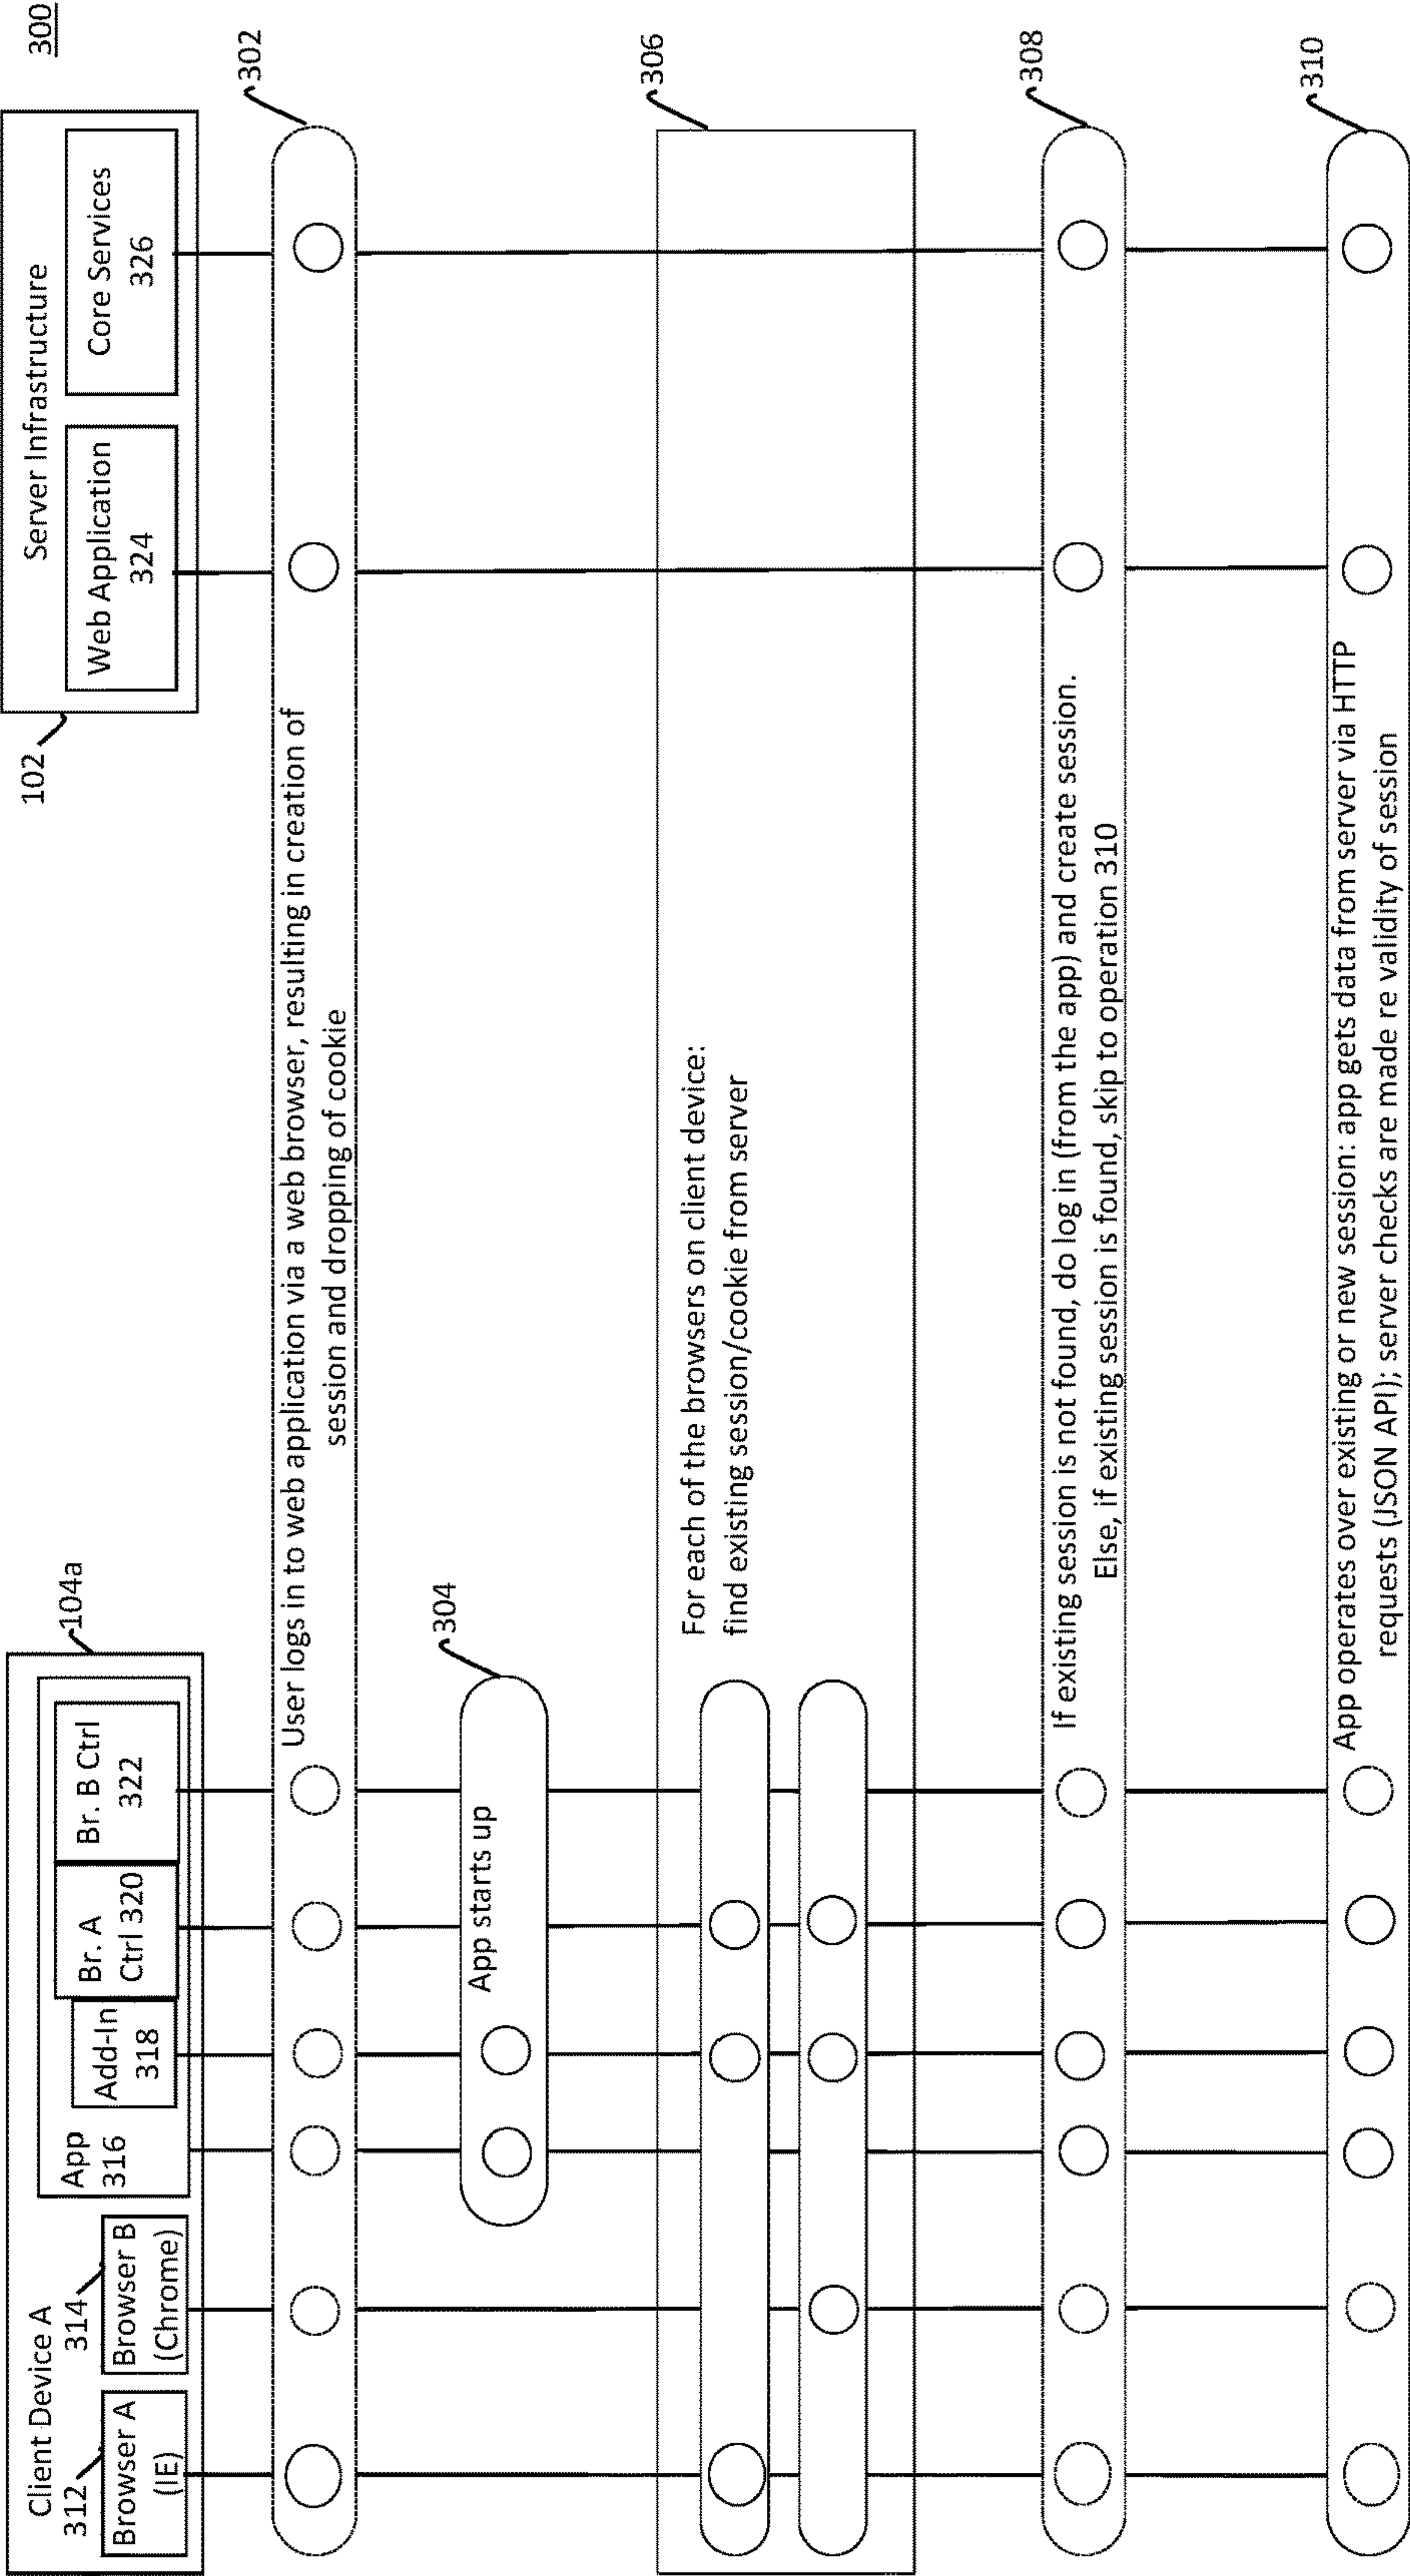 300
Client Device A
312
Browser A
(IE)
314
Browser B
(Chrome)
App
316
Add-In
318
Br. A
Ctrl 320
Br. B Ctrl
322
104a
102
Server Infrastructure
Web Application
324
Core Services
326
302
User logs in to web application via a web browser, resulting in creation of
session and dropping of cookie
304
App starts up
306
For each of the browsers on client device:
find existing session/cookie from server
308
If existing session is not found, do log in (from the app) and create session.
Else, if existing session is found, skip to operation 310
310
App operates over existing or new session: app gets data from server via HTTP
requests (JSON API); server checks are made re validity of session